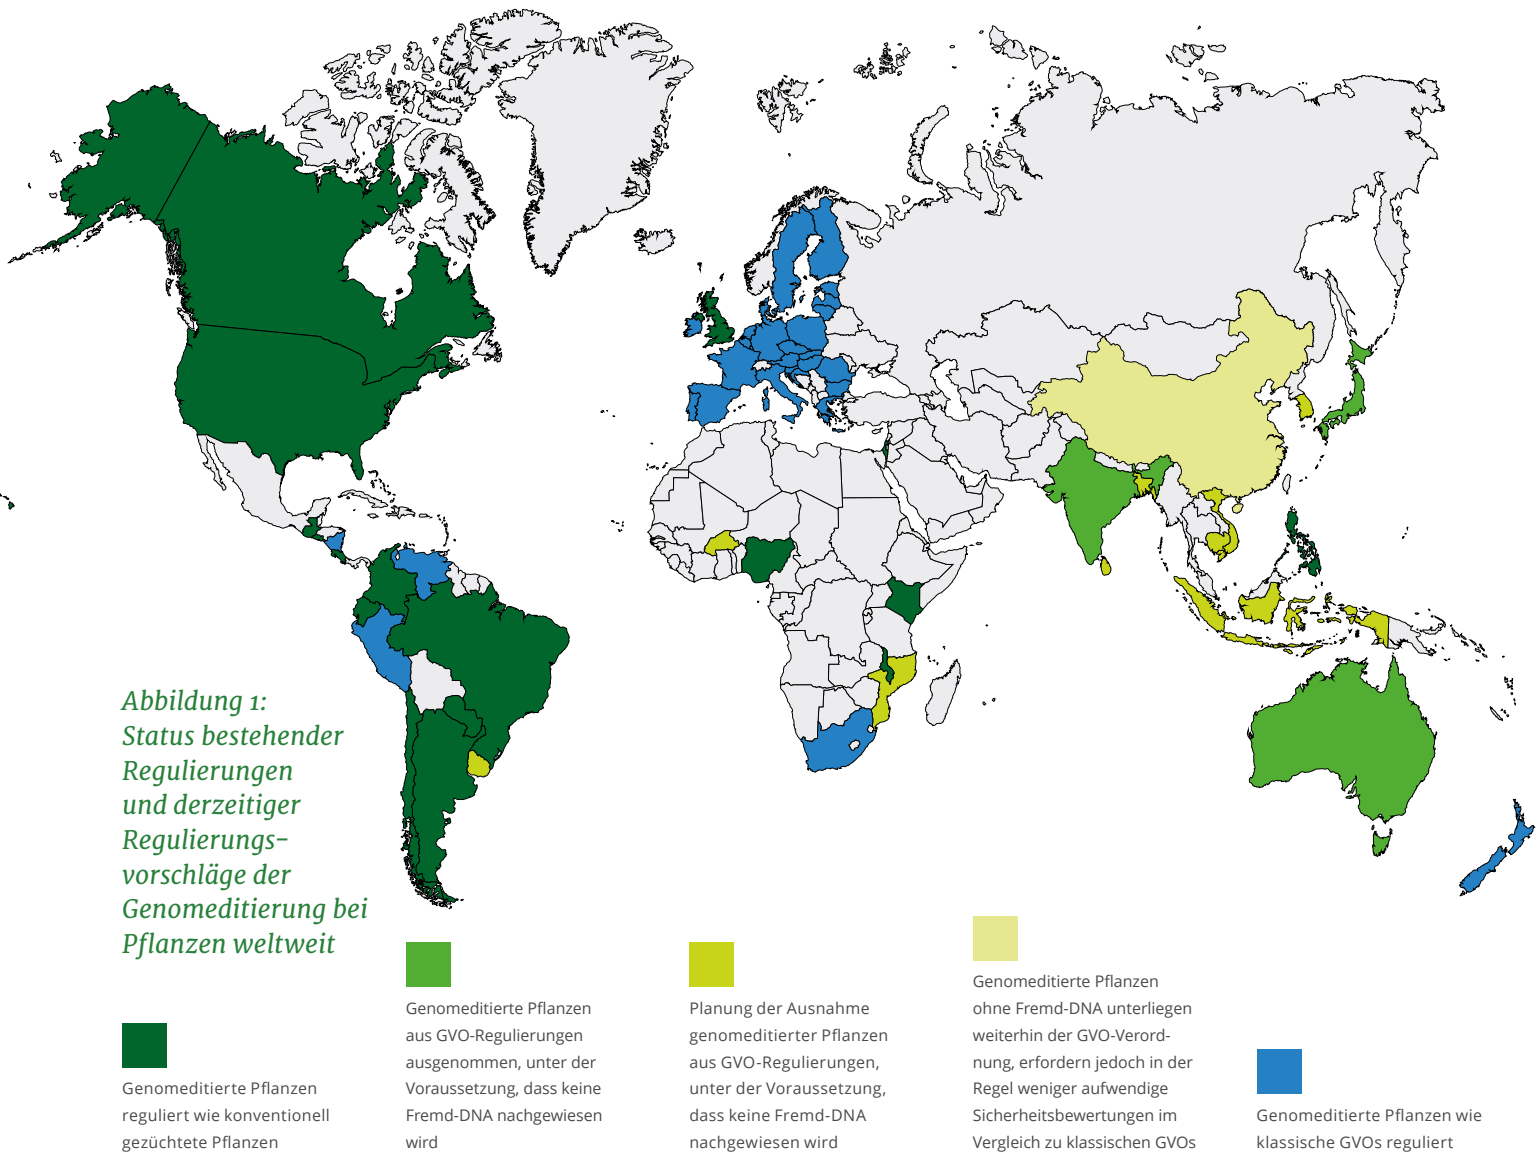 Abbildung 1:
Status bestehender
Regulierungen
und derzeitiger
Regulierungs-
vorschläge der
Genomeditierung bei
Pflanzen weltweit
Genomeditierte Pflanzen
reguliert wie konventionell
gezüchtete Pflanzen
Genomeditierte Pflanzen
aus GVO-Regulierungen
ausgenommen, unter der
Voraussetzung, dass keine
Fremd-DNA nachgewiesen
wird
Planung der Ausnahme
genomeditierter Pflanzen
aus GVO-Regulierungen,
unter der Voraussetzung,
dass keine Fremd-DNA
nachgewiesen wird
Genomeditierte Pflanzen
ohne Fremd-DNA unterliegen
weiterhin der GVO-Verord-
nung, erfordern jedoch in der
Regel weniger aufwendige
Sicherheitsbewertungen im
Vergleich zu klassischen GVOs
Genomeditierte Pflanzen wie
klassische GVOs reguliert